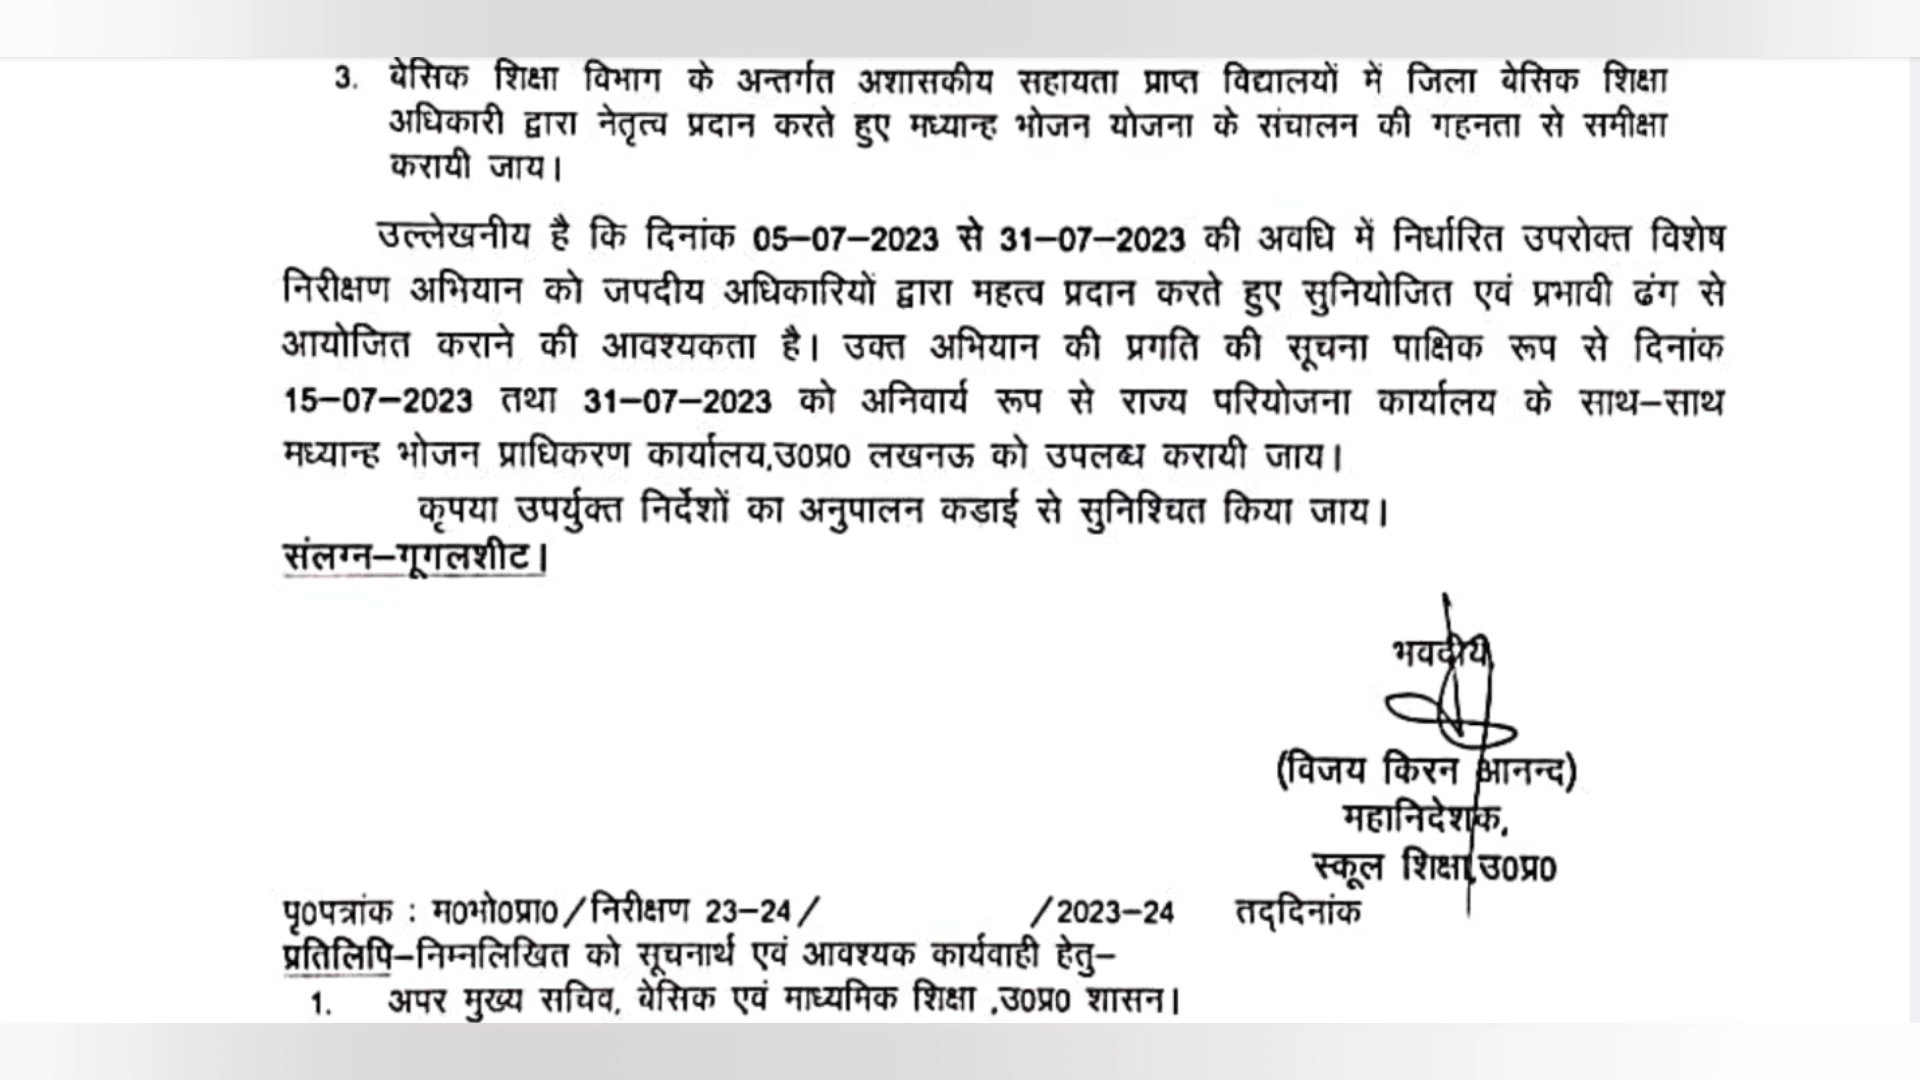 3. बेसिक शिक्षा विभाग के अन्तर्गत अशासकीय सहायता प्राप्त विद्यालयों में जिला बेसिक शिक्षा
अधिकारी द्वारा नेतृत्व प्रदान करते हुए मध्यान्ह भोजन योजना के संचालन की गहनता से समीक्षा
करायी जाय।
उल्लेखनीय है कि दिनांक 05–07–2023 से 31–07–2023 की अवधि में निर्धारित उपरोक्त विशेष
निरीक्षण अभियान को जपदीय अधिकारियों द्वारा महत्व प्रदान करते हुए सुनियोजित एवं प्रभावी ढंग से
आयोजित कराने की आवश्यकता है। उक्त अभियान की प्रगति की सूचना पाक्षिक रूप से दिनांक
15–07–2023 तथा 31–07–2023 को अनिवार्य रूप से राज्य परियोजना कार्यालय के साथ–साथ
मध्यान्ह भोजन प्राधिकरण कार्यालय,उ0प्र0 लखनऊ को उपलब्ध करायी जाय।
कृपया उपर्युक्त निर्देशों का अनुपालन कडाई से सुनिश्चित किया जाय।
संलग्न–गूगलशीट।
भवदीय
(विजय किरन आनन्द)
महानिदेशक,
स्कूल शिक्षा,उ0प्र0
पृ0पत्रांक : म0भो0प्रा0/निरीक्षण 23–24/ /2023–24 तद्दिनांक
प्रतिलिपि–निम्नलिखित को सूचनार्थ एवं आवश्यक कार्यवाही हेतु–
1. अपर मुख्य सचिव, बेसिक एवं माध्यमिक शिक्षा ,उ0प्र0 शासन।